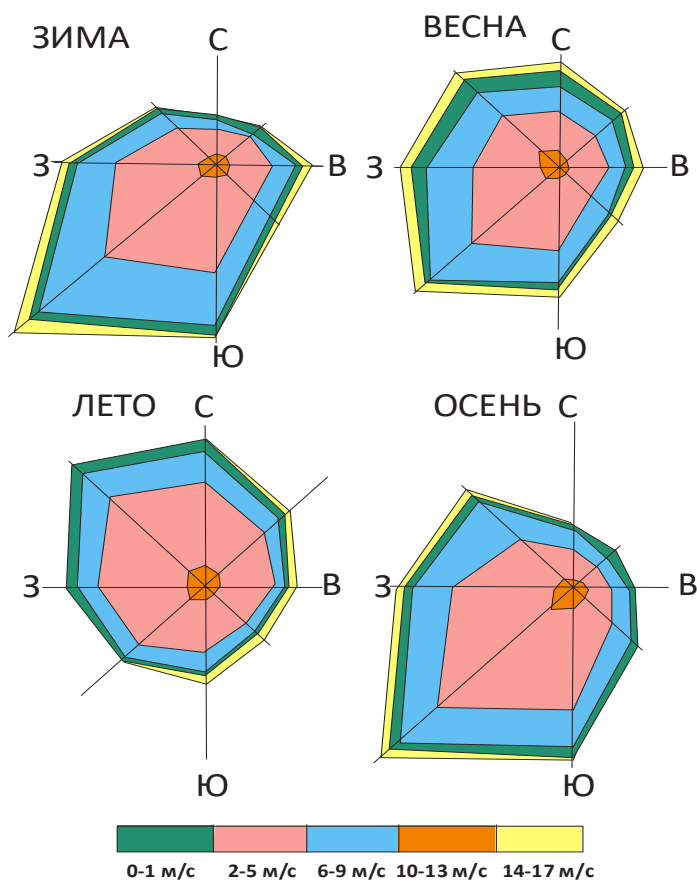 ЗИМА
С
З
В
Ю
ВЕСНА
С
З
В
Ю
ЛЕТО
С
З
В
Ю
ОСЕНЬ
С
З
В
Ю
0-1 м/с 2-5 м/с 6-9 м/с 10-13 м/с 14-17 м/с